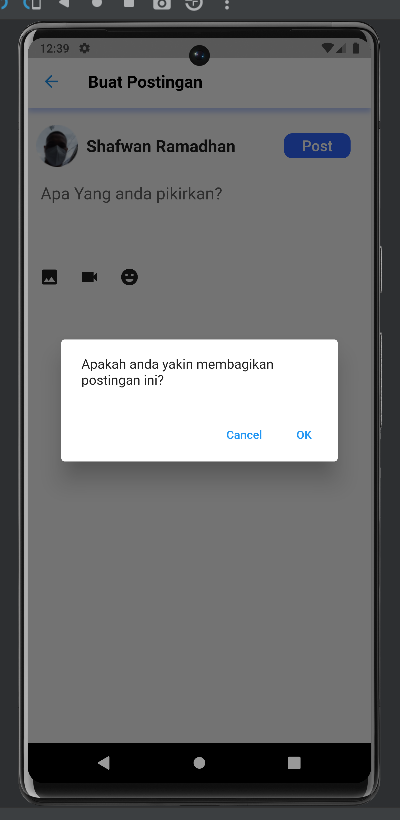 12:39
Buat Postingan
Shafwan Ramadhan
Post
Apa Yang anda pikirkan?
Apakah anda yakin membagikan
postingan ini?
Cancel
OK